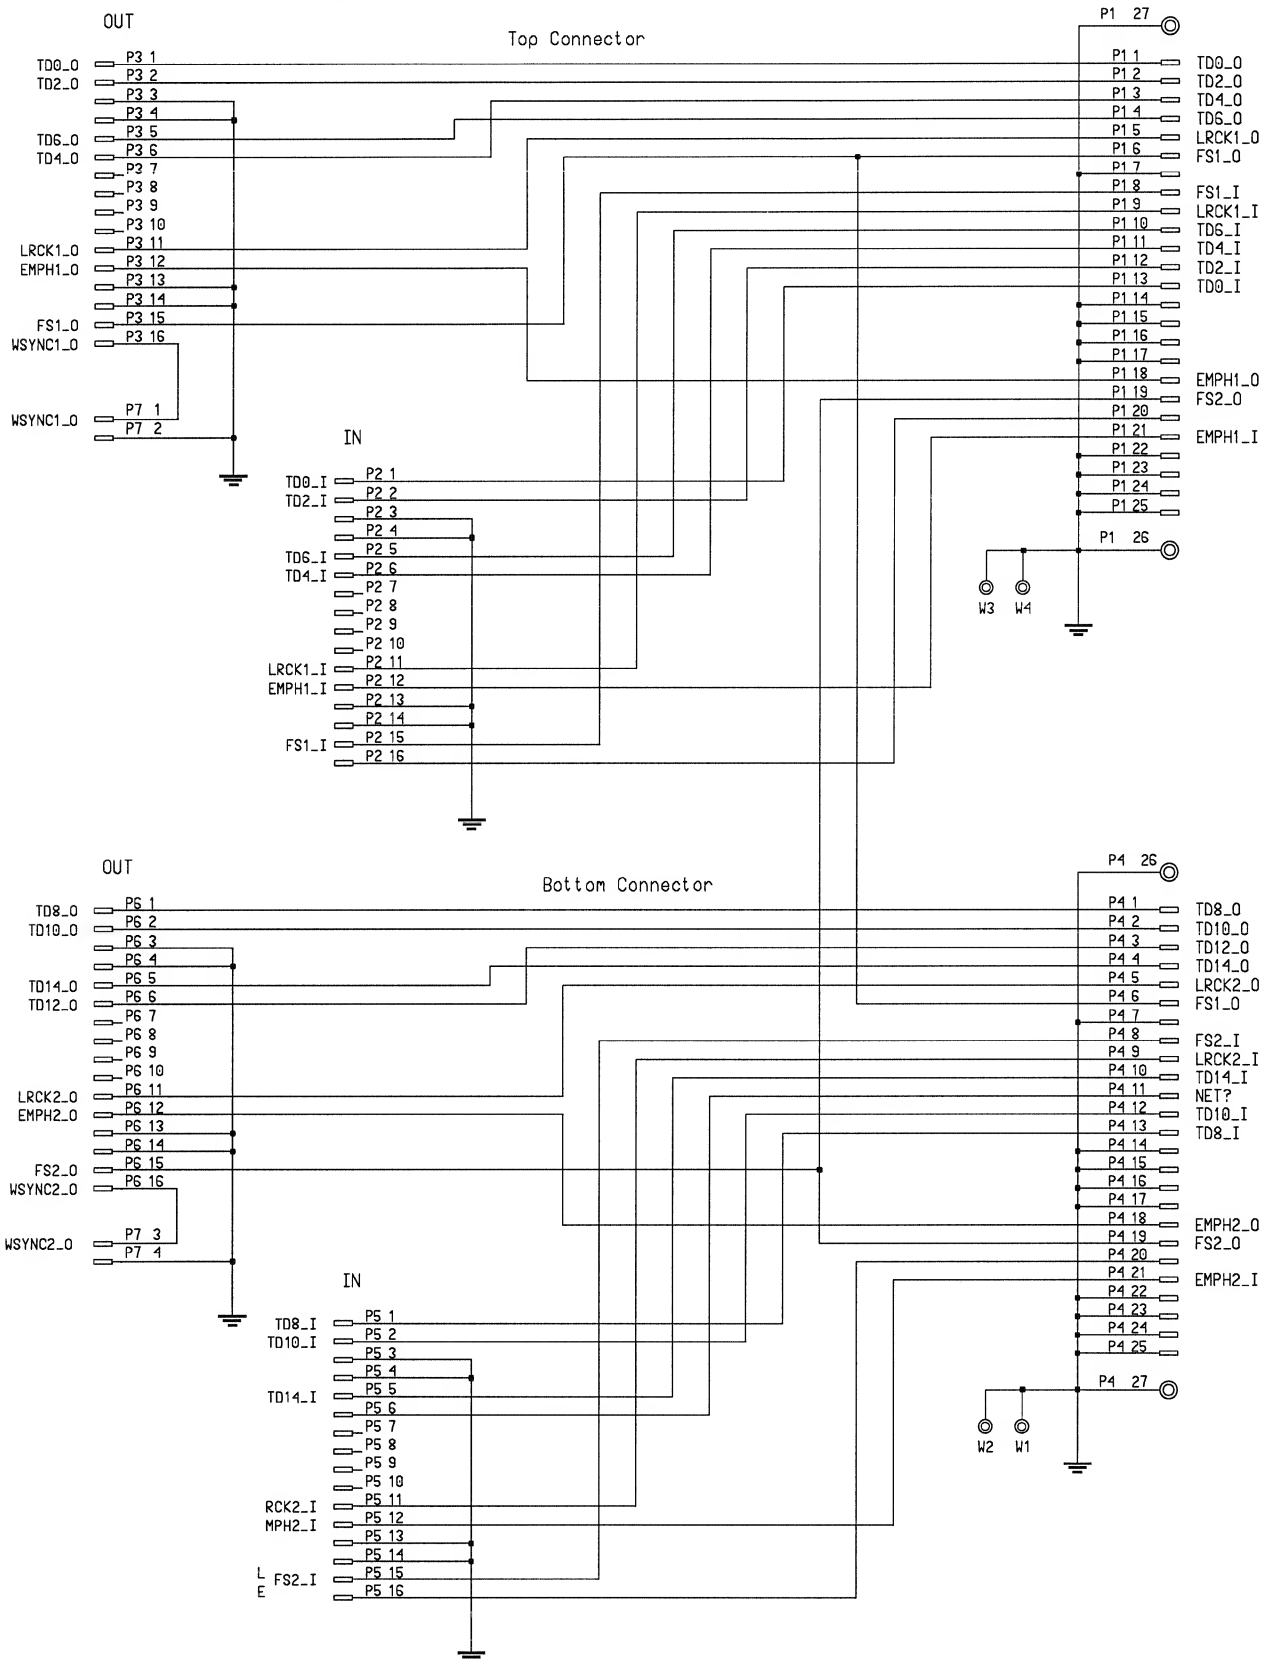 OUT
Top Connector
TD0_O P3 1
TD2_O P3 2
P3 3
P3 4
TD6_O P3 5
TD4_O P3 6
P3 7
P3 8
P3 9
P3 10
LRCK1_O P3 11
EMPH1_O P3 12
P3 13
P3 14
FS1_O P3 15
WSYNC1_O P3 16
WSYNC1_O P7 1
P7 2
P1 27
P1 1 TD0_O
P1 2 TD2_O
P1 3 TD4_O
P1 4 TD6_O
P1 5 LRCK1_O
P1 6 FS1_O
P1 7
P1 8 FS1_I
P1 9 LRCK1_I
P1 10 TD6_I
P1 11 TD4_I
P1 12 TD2_I
P1 13 TD0_I
P1 14
P1 15
P1 16
P1 17
P1 18 EMPH1_O
P1 19 FS2_O
P1 20
P1 21 EMPH1_I
P1 22
P1 23
P1 24
P1 25
P1 26
W3 W4
IN
TD0_I P2 1
TD2_I P2 2
P2 3
P2 4
TD6_I P2 5
TD4_I P2 6
P2 7
P2 8
P2 9
P2 10
LRCK1_I P2 11
EMPH1_I P2 12
P2 13
P2 14
FS1_I P2 15
P2 16
OUT
Bottom Connector
TD8_O P6 1
TD10_O P6 2
P6 3
P6 4
TD14_O P6 5
TD12_O P6 6
P6 7
P6 8
P6 9
P6 10
LRCK2_O P6 11
EMPH2_O P6 12
P6 13
P6 14
FS2_O P6 15
WSYNC2_O P6 16
WSYNC2_O P7 3
P7 4
P4 26
P4 1 TD8_O
P4 2 TD10_O
P4 3 TD12_O
P4 4 TD14_O
P4 5 LRCK2_O
P4 6 FS1_O
P4 7
P4 8 FS2_I
P4 9 LRCK2_I
P4 10 TD14_I
P4 11 NET?
P4 12 TD10_I
P4 13 TD8_I
P4 14
P4 15
P4 16
P4 17
P4 18 EMPH2_O
P4 19 FS2_O
P4 20
P4 21 EMPH2_I
P4 22
P4 23
P4 24
P4 25
P4 27
W2 W1
IN
TD8_I P5 1
TD10_I P5 2
P5 3
P5 4
TD14_I P5 5
P5 6
P5 7
P5 8
P5 9
P5 10
RCK2_I P5 11
MPH2_I P5 12
P5 13
P5 14
L
FS2_I P5 15
E
P5 16